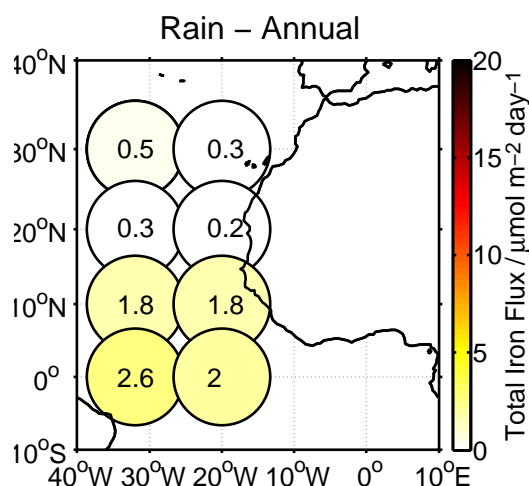 Rain – Annual
40°N
30°N
20°N
10°N
0°
10°S
40°W 30°W 20°W 10°W 0° 10°E
0.5 0.3
0.3 0.2
1.8 1.8
2.6 2
20
15
10
5
0
Total Iron Flux / μmol m⁻² day⁻¹